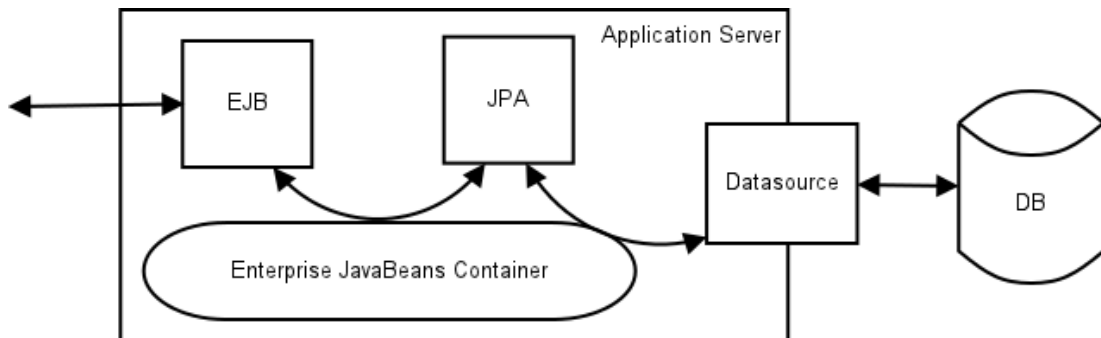 Application Server
EJB
JPA
Datasource
DB
Enterprise JavaBeans Container